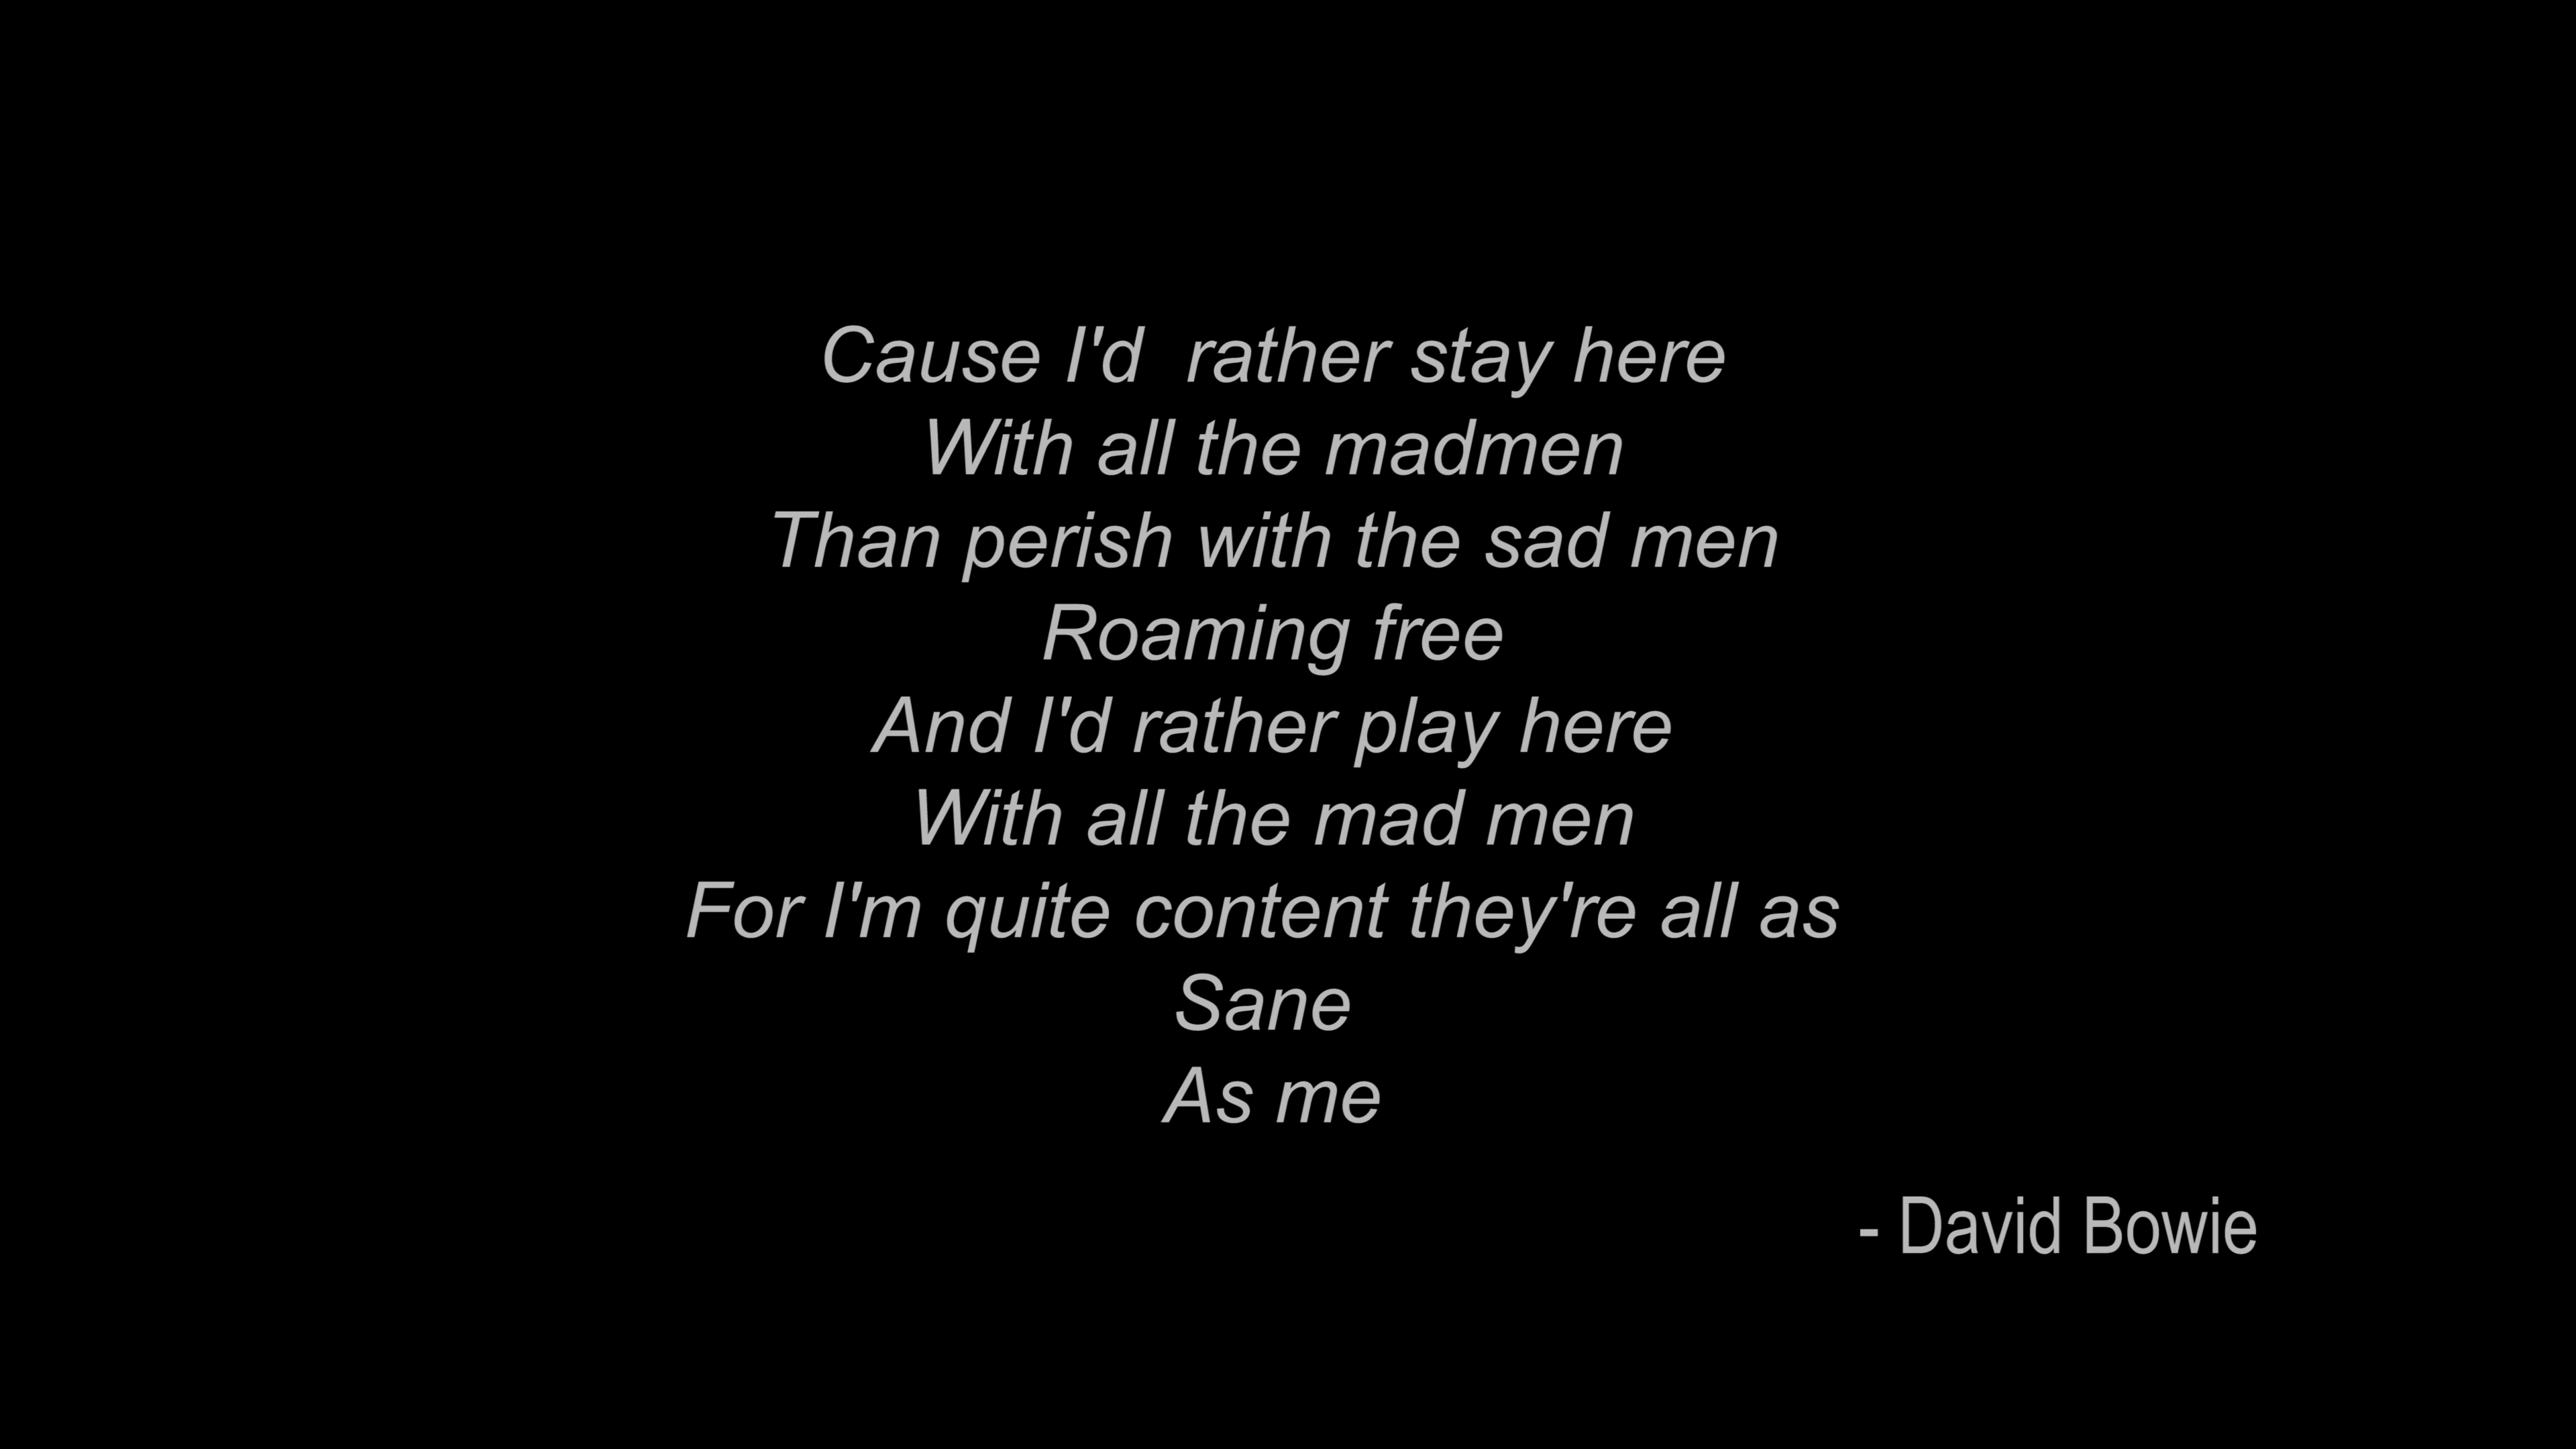 Cause I'd  rather stay here
With all the madmen
Than perish with the sad men
Roaming free
And I'd rather play here
With all the mad men
For I'm quite content they're all as
Sane
As me
- David Bowie